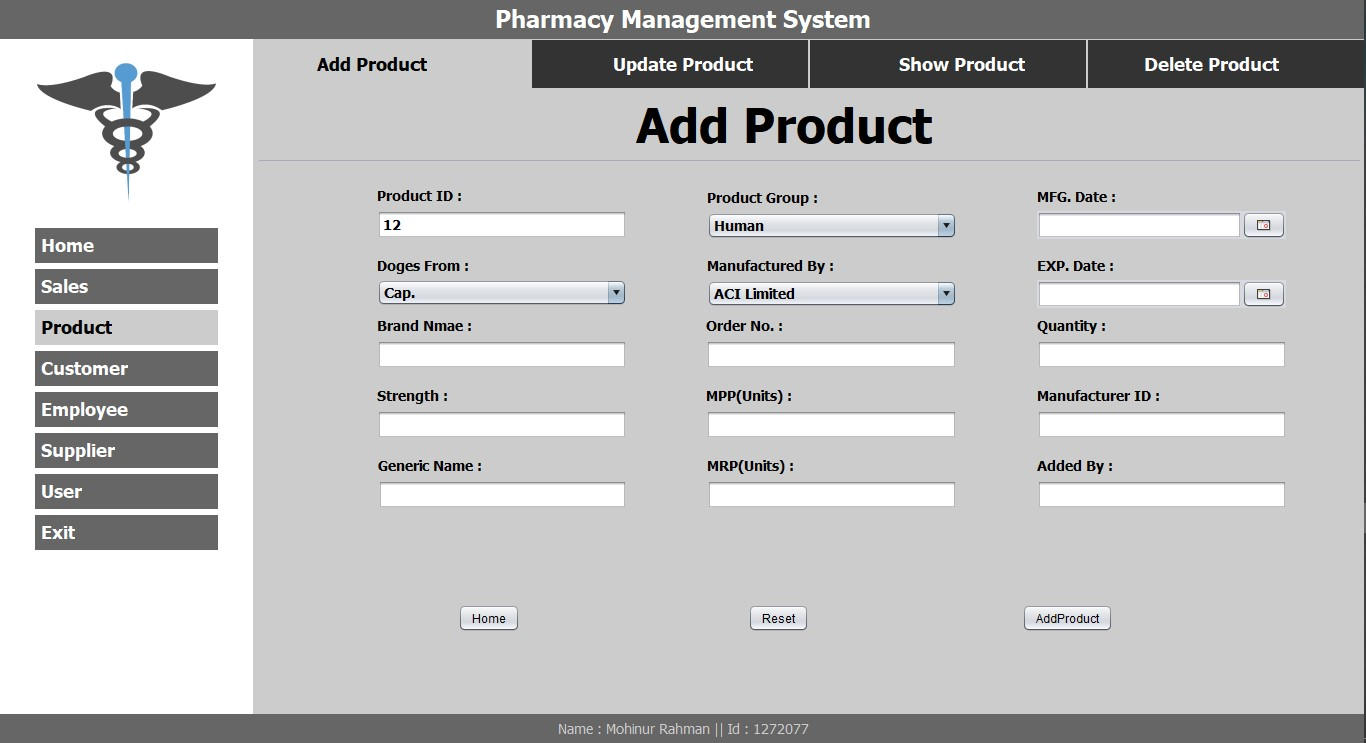 Pharmacy Management System
Add Product
Update Product
Show Product
Delete Product
Add Product
Home
Sales
Product
Customer
Employee
Supplier
User
Exit
Product ID :
12
Product Group :
Human
MFG. Date :
Doges From :
Cap.
Manufactured By :
ACI Limited
EXP. Date :
Brand Nmae :
Order No. :
Quantity :
Strength :
MPP(Units) :
Manufacturer ID :
Generic Name :
MRP(Units) :
Added By :
Home
Reset
AddProduct
Name : Mohinur Rahman || Id : 1272077